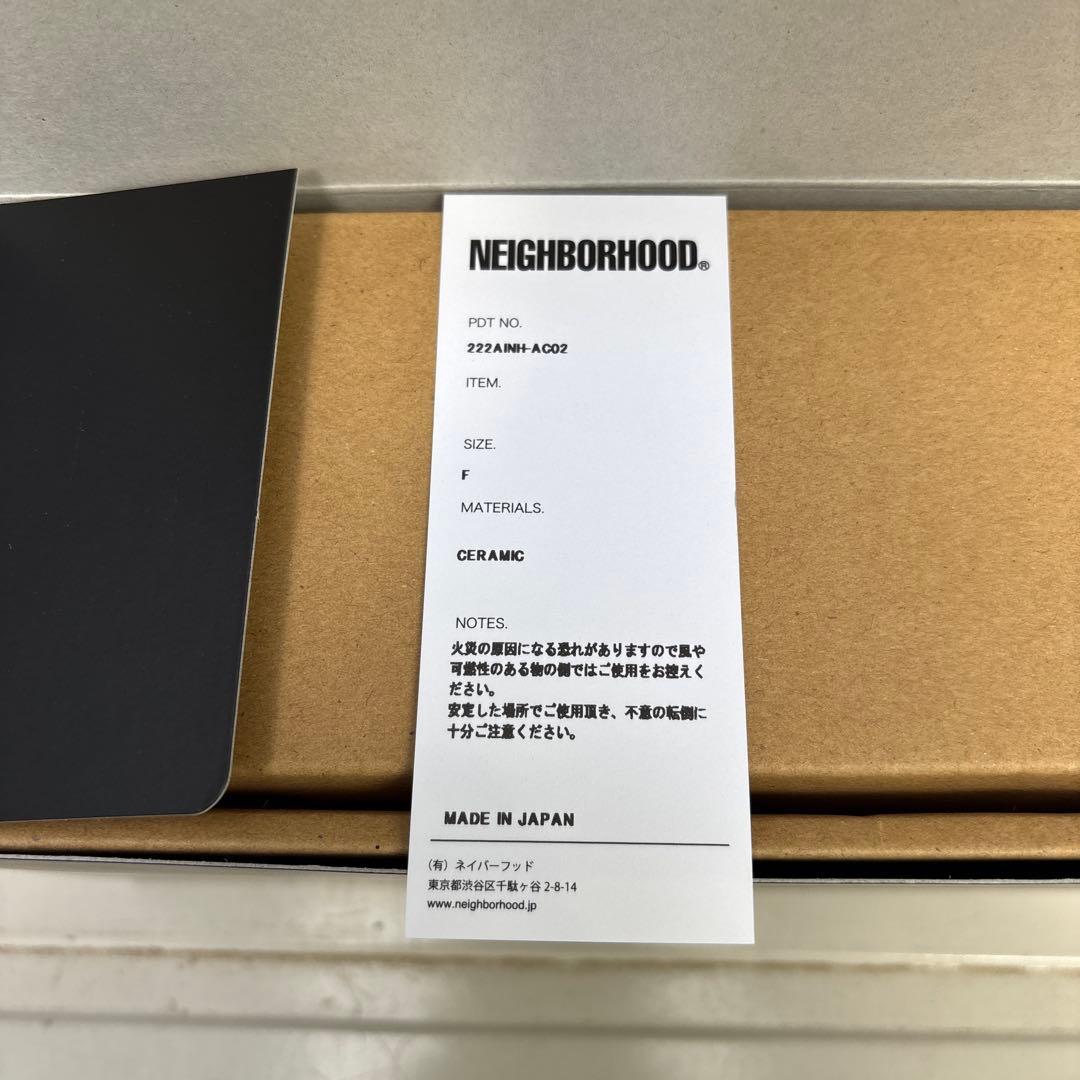 NEIGHBORHOOD®
PDT NO.
222AINH-AC02
ITEM.
SIZE.
F
MATERIALS.
CERAMIC
NOTES.
火災の原因になる恐れがありますので風や
可燃性のある物の側ではご使用をお控えく
ださい。
安定した場所でご使用頂き、不意の転倒に
十分ご注意ください。
MADE IN JAPAN
(有) ネイバーフッド
東京都渋谷区千駄ヶ谷 2-8-14
www.neighborhood.jp